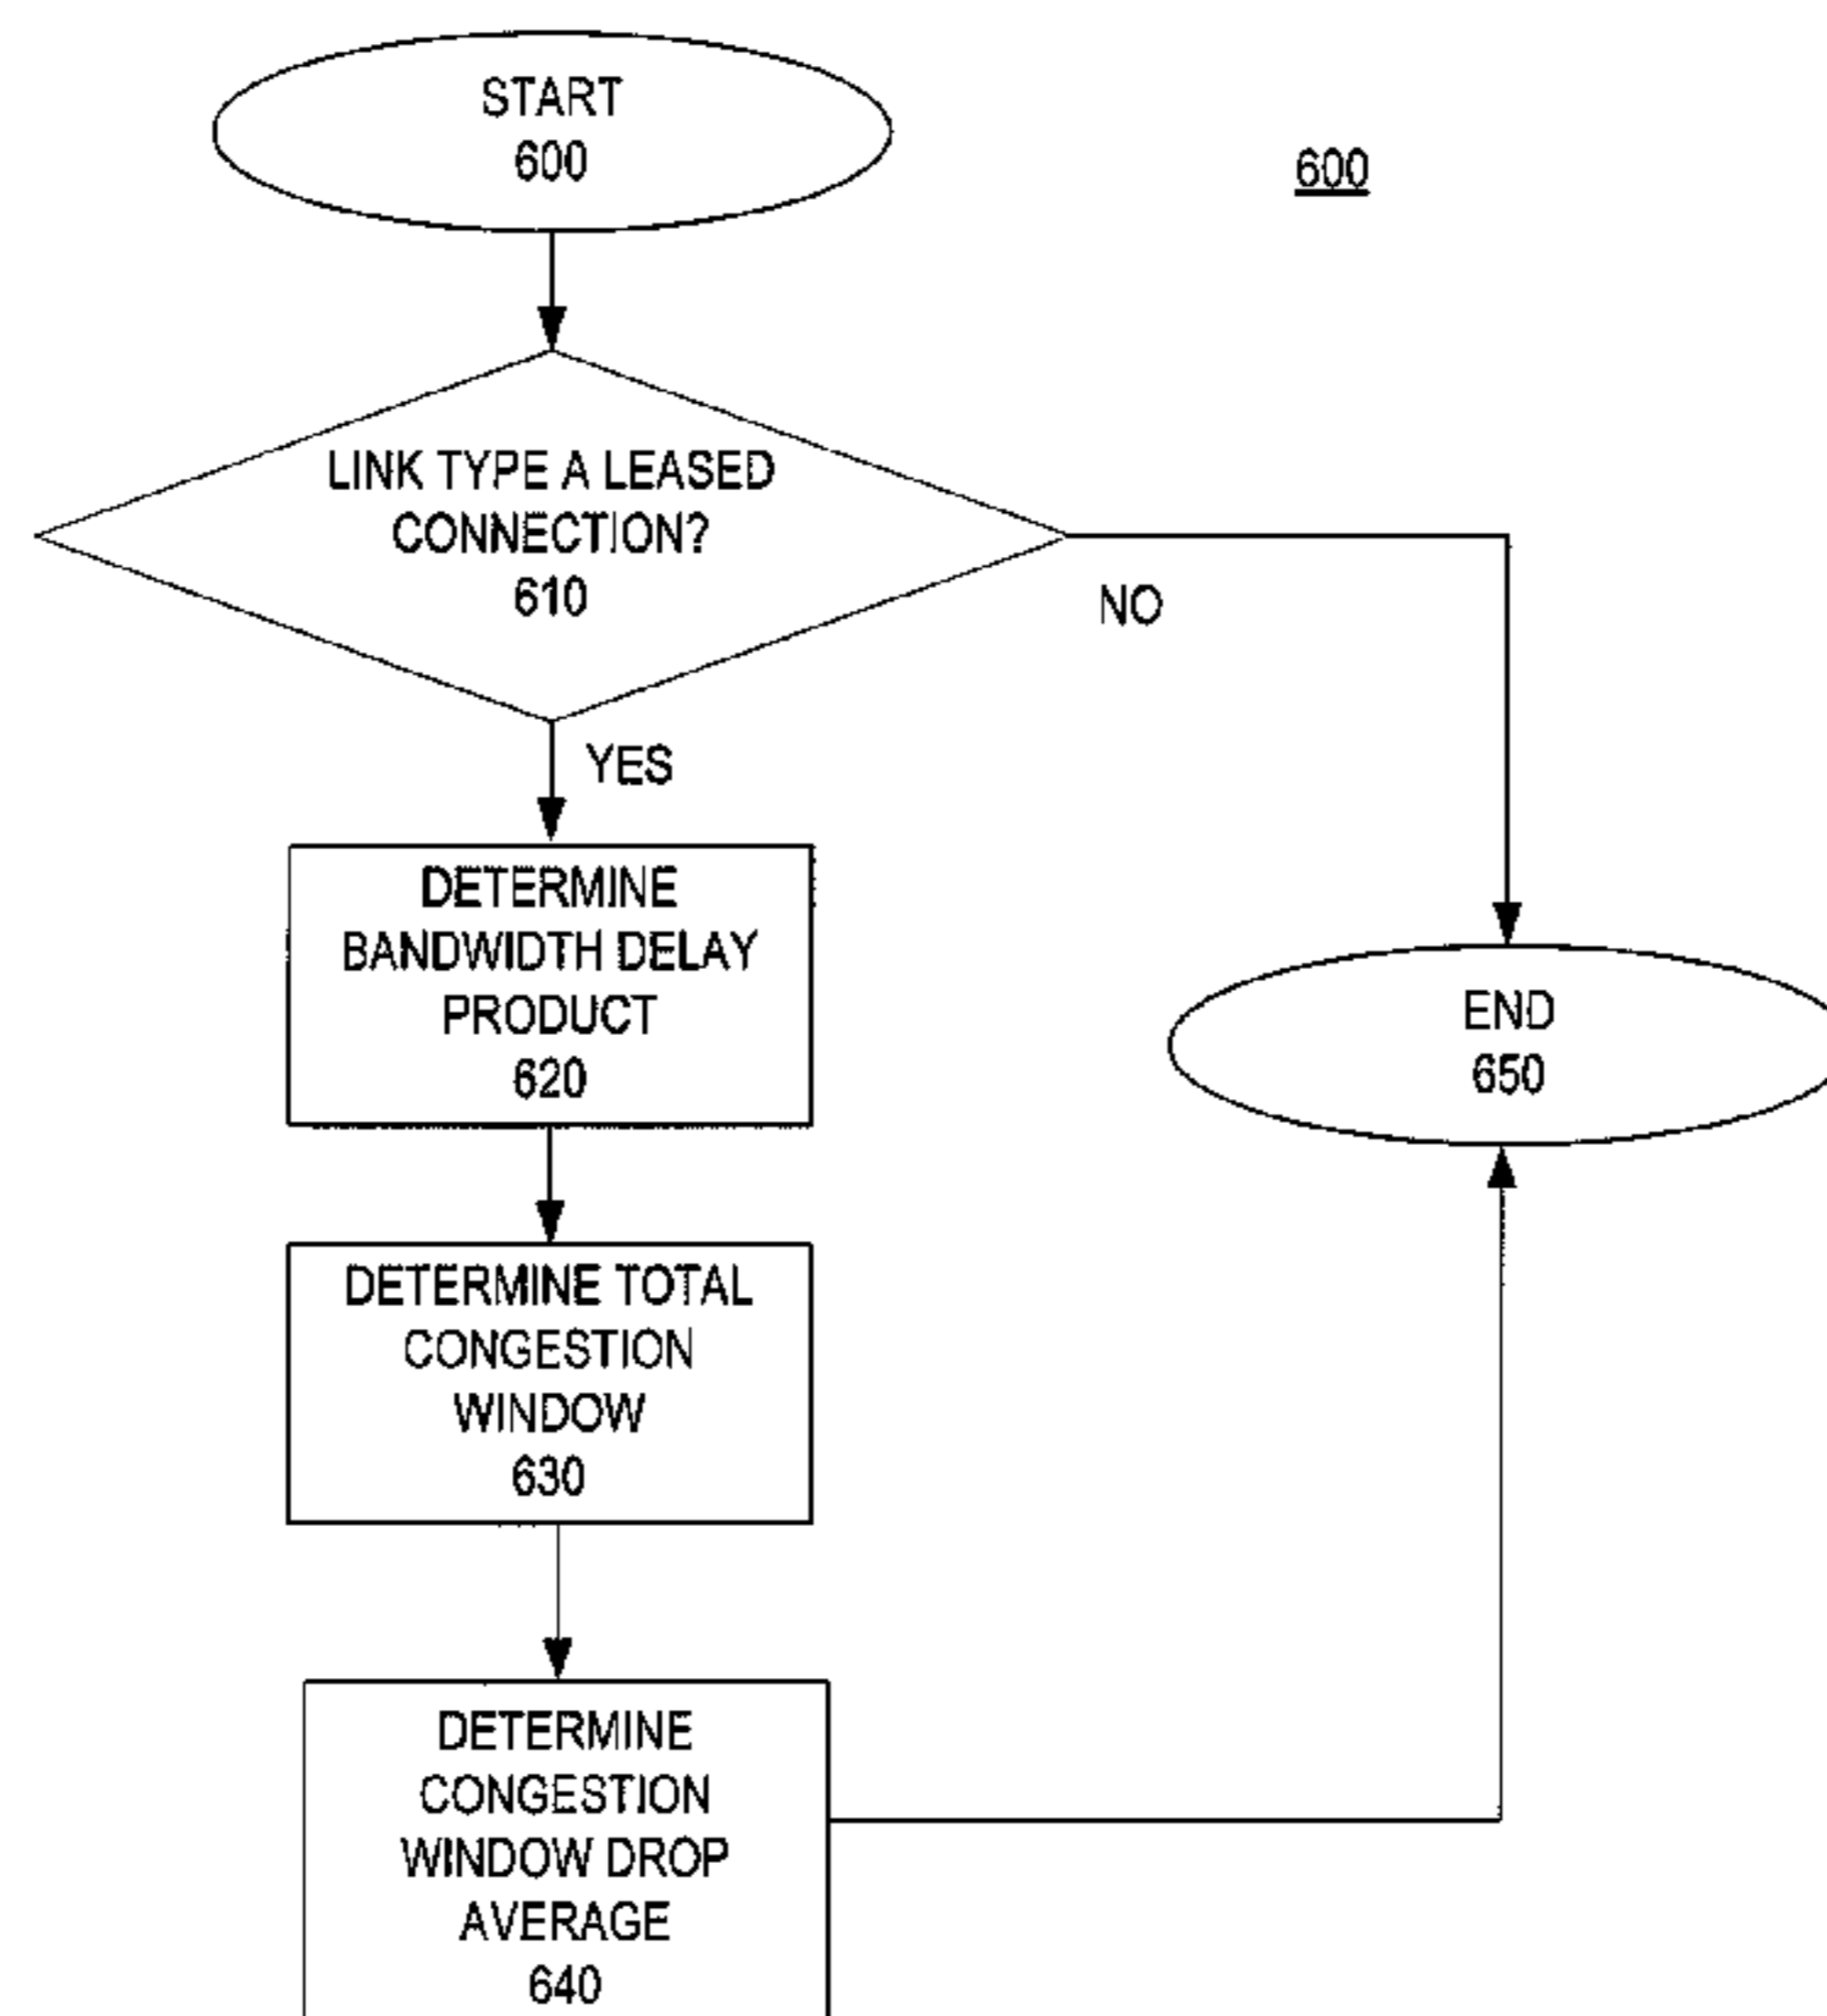 START
600
600
LINK TYPE A LEASED
CONNECTION?
610
NO
YES
DETERMINE
BANDWIDTH DELAY
PRODUCT
620
END
650
DETERMINE TOTAL
CONGESTION
WINDOW
630
DETERMINE
CONGESTION
WINDOW DROP
AVERAGE
640